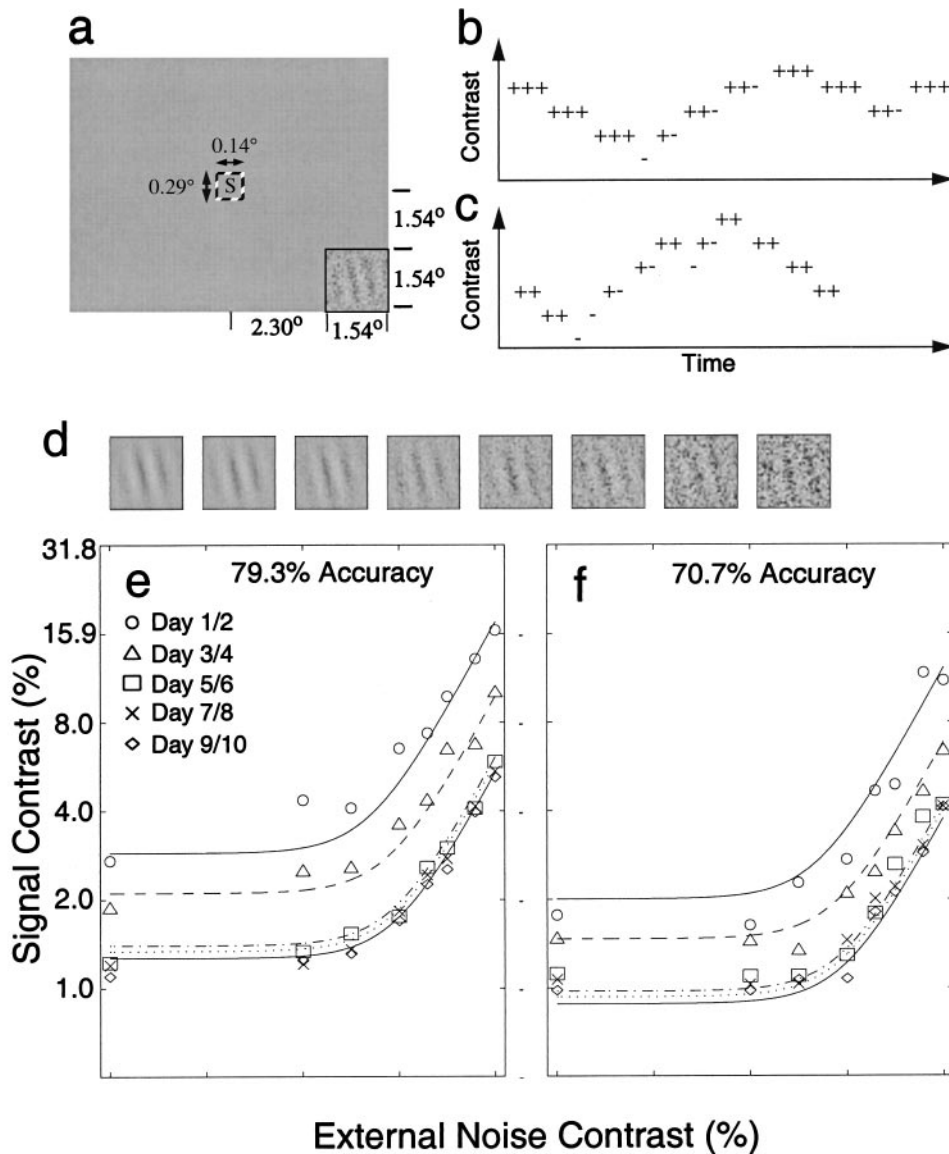 a
0.14°
0.29°
S
1.54°
1.54°
2.30°
1.54°
b
Contrast
+++
+++
+++
-
+-
++-
++-
+++
+++
++-
+++
c
Contrast
++
++
-
-
+-
+-
++
-
+-
++
++
++
++
Time
d
e
79.3% Accuracy
Day 1/2
Day 3/4
Day 5/6
Day 7/8
Day 9/10
f
70.7% Accuracy
31.8
15.9
8.0
4.0
2.0
1.0
Signal Contrast (%)
External Noise Contrast (%)